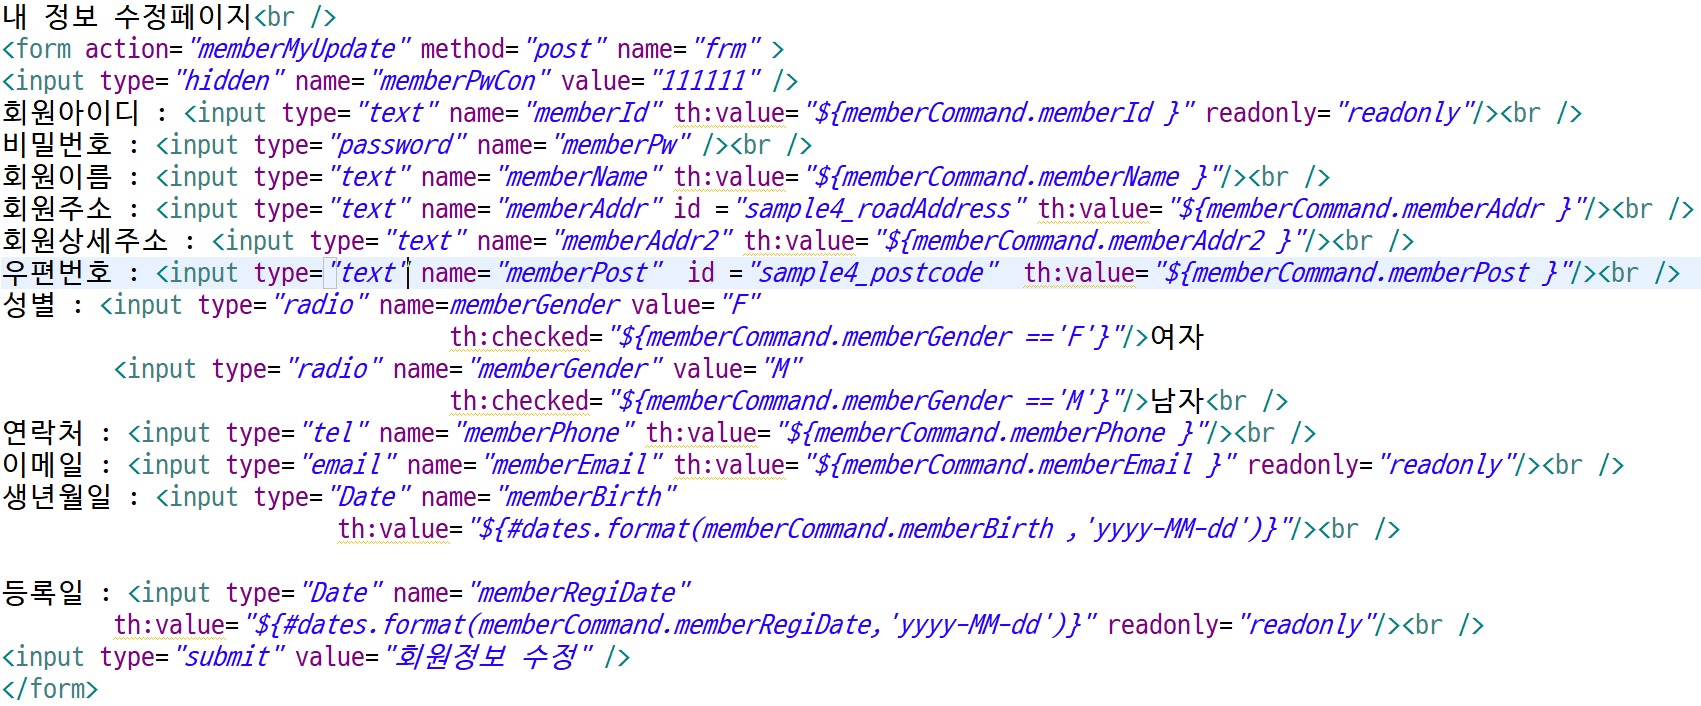 내 정보 수정페이지<br />
<form action="memberMyUpdate" method="post" name="frm" >
<input type="hidden" name="memberPwCon" value="111111" />
회원아이디 : <input type="text" name="memberId" th:value="${memberCommand.memberId }" readonly="readonly"/><br />
비밀번호 : <input type="password" name="memberPw" /><br />
회원이름 : <input type="text" name="memberName" th:value="${memberCommand.memberName }"/><br />
회원주소 : <input type="text" name="memberAddr" id ="sample4_roadAddress" th:value="${memberCommand.memberAddr }"/><br />
회원상세주소 : <input type="text" name="memberAddr2" th:value="${memberCommand.memberAddr2 }"/><br />
우편번호 : <input type="text" name="memberPost"  id ="sample4_postcode"  th:value="${memberCommand.memberPost }"/><br />
성별 : <input type="radio" name=memberGender value="F"
th:checked="${memberCommand.memberGender =='F'}"/>여자
<input type="radio" name="memberGender" value="M"
th:checked="${memberCommand.memberGender =='M'}"/>남자<br />
연락처 : <input type="tel" name="memberPhone" th:value="${memberCommand.memberPhone }"/><br />
이메일 : <input type="email" name="memberEmail" th:value="${memberCommand.memberEmail }" readonly="readonly"/><br />
생년월일 : <input type="Date" name="memberBirth"
th:value="${#dates.format(memberCommand.memberBirth ,'yyyy-MM-dd')}"/><br />
등록일 : <input type="Date" name="memberRegiDate"
th:value="${#dates.format(memberCommand.memberRegiDate,'yyyy-MM-dd')}" readonly="readonly"/><br />
<input type="submit" value="회원정보 수정" />
</form>